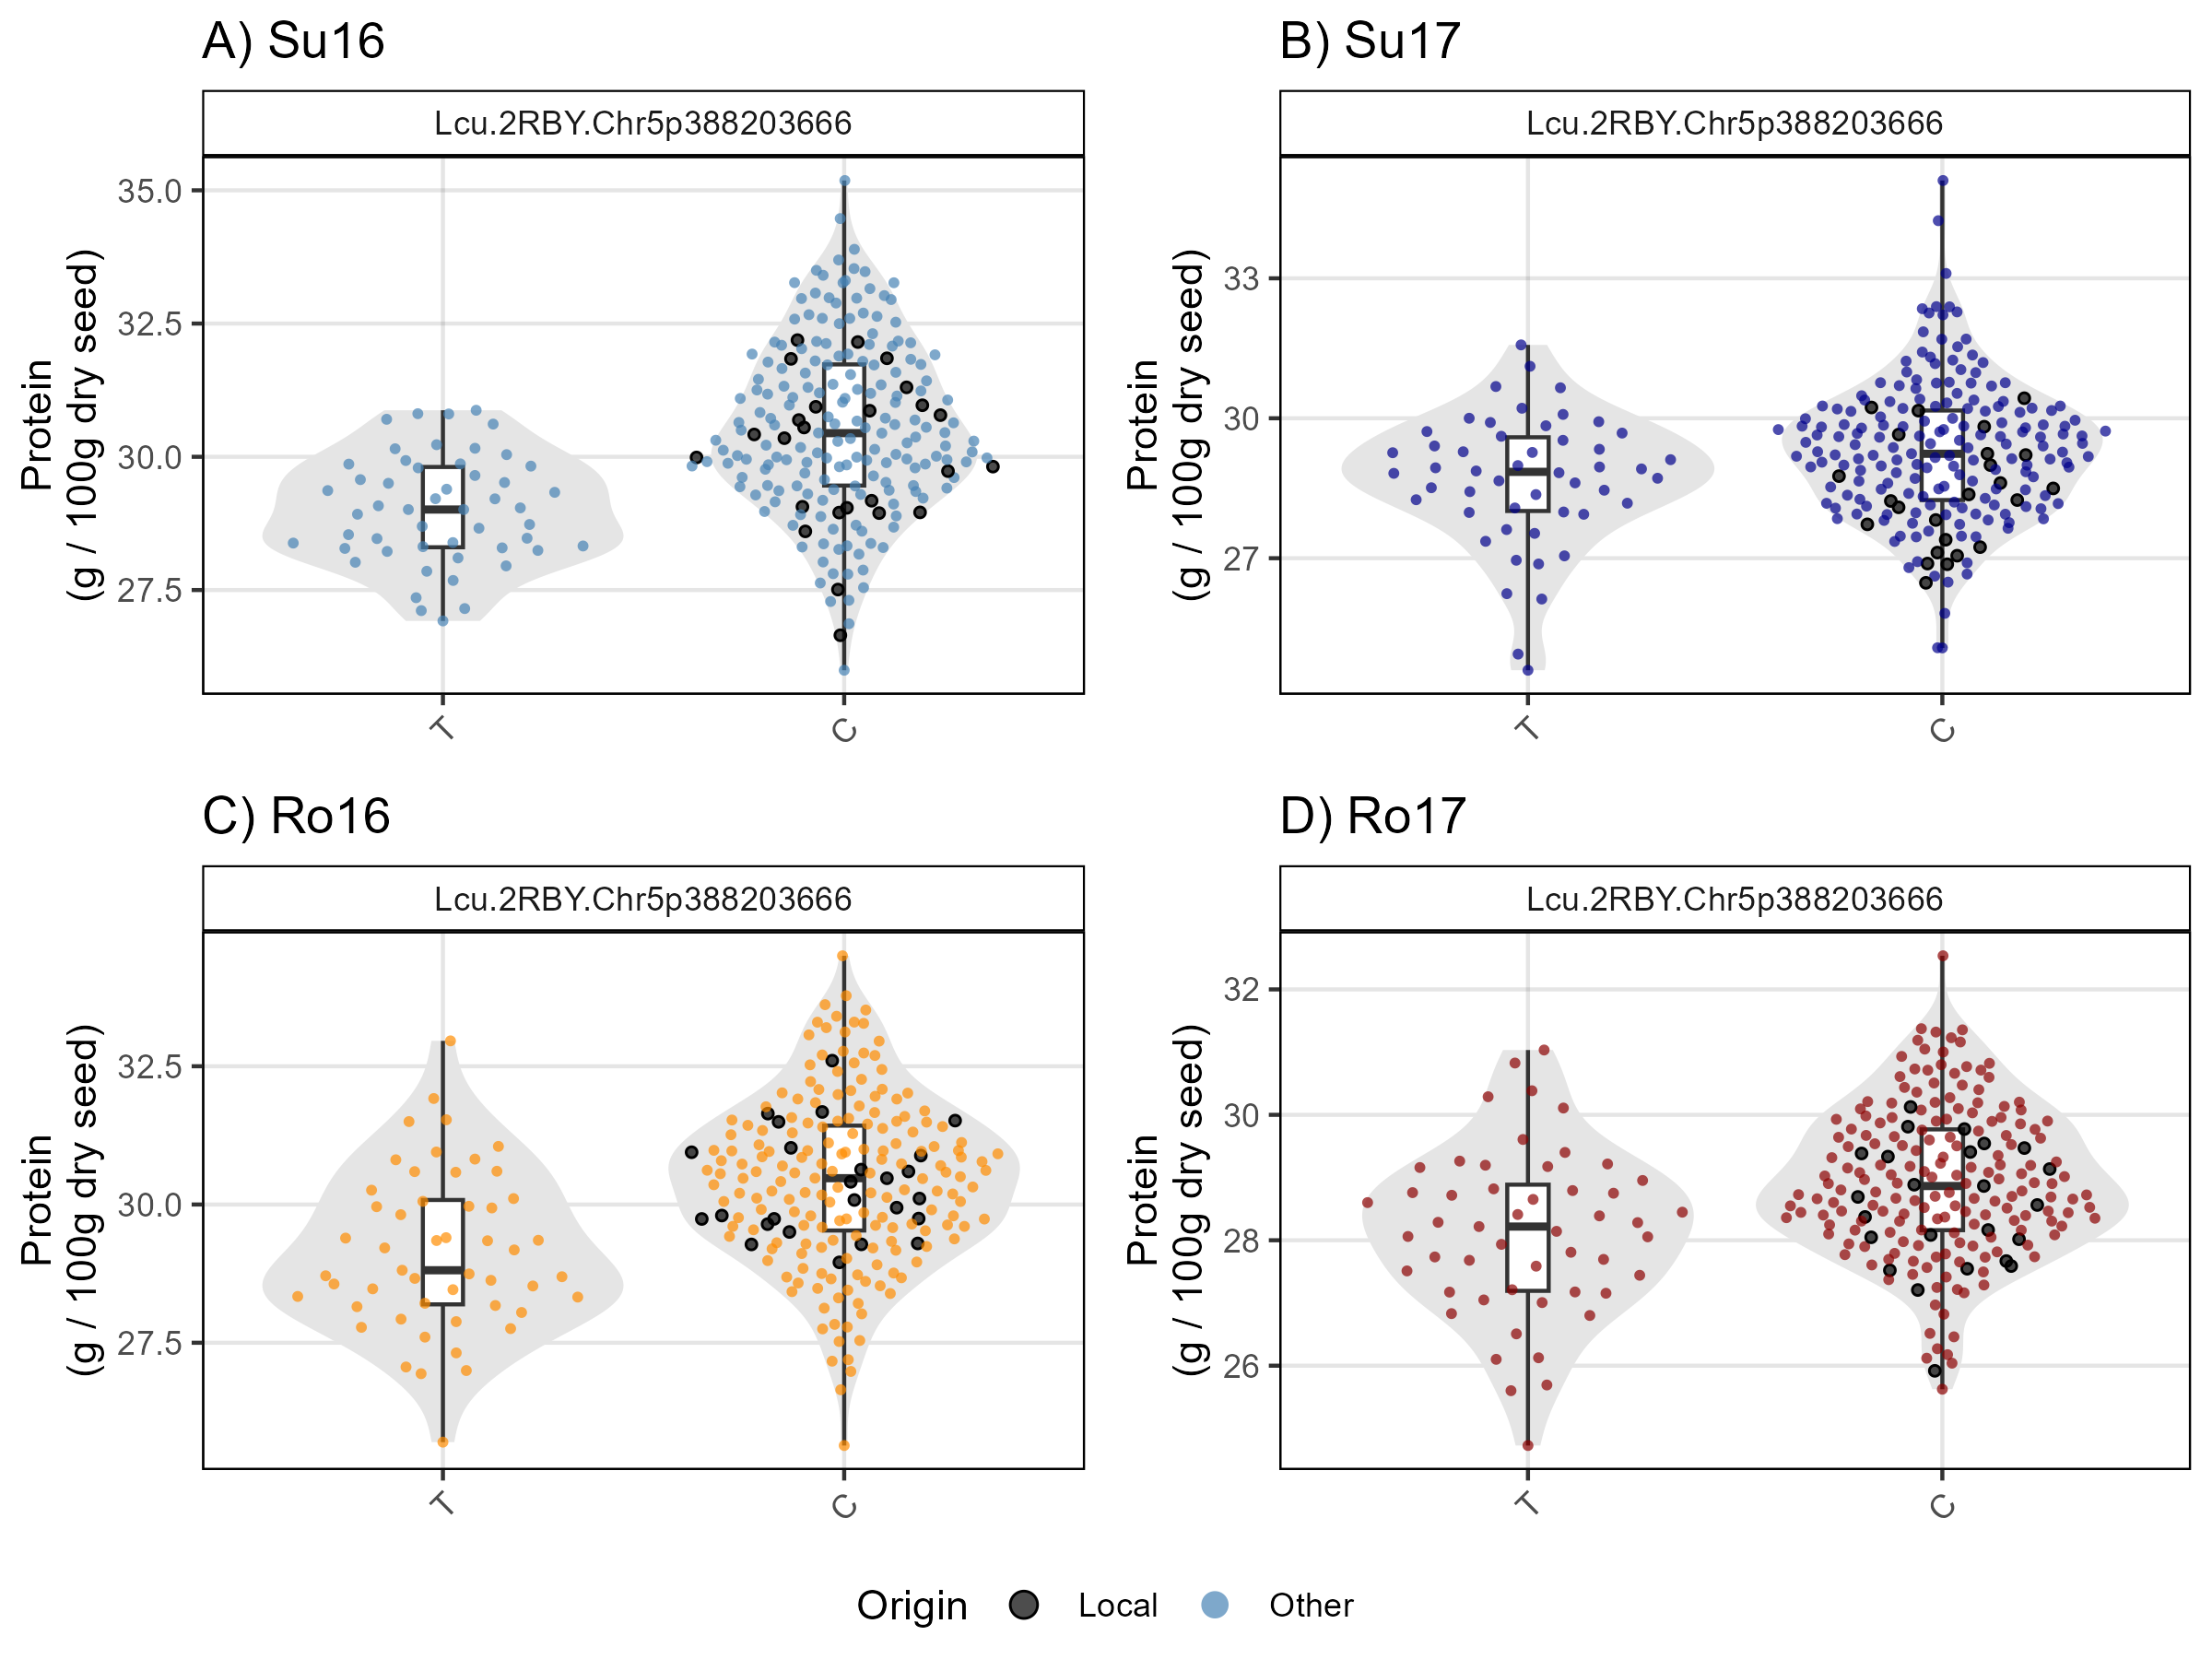 A) Su16
Lcu.2RBY.Chr5p388203666
Protein
(g / 100g dry seed)
35.0
32.5
30.0
27.5
T
C
B) Su17
Lcu.2RBY.Chr5p388203666
Protein
(g / 100g dry seed)
33
30
27
T
C
C) Ro16
Lcu.2RBY.Chr5p388203666
Protein
(g / 100g dry seed)
32.5
30.0
27.5
T
C
D) Ro17
Lcu.2RBY.Chr5p388203666
Protein
(g / 100g dry seed)
32
30
28
26
T
C
Origin Local Other